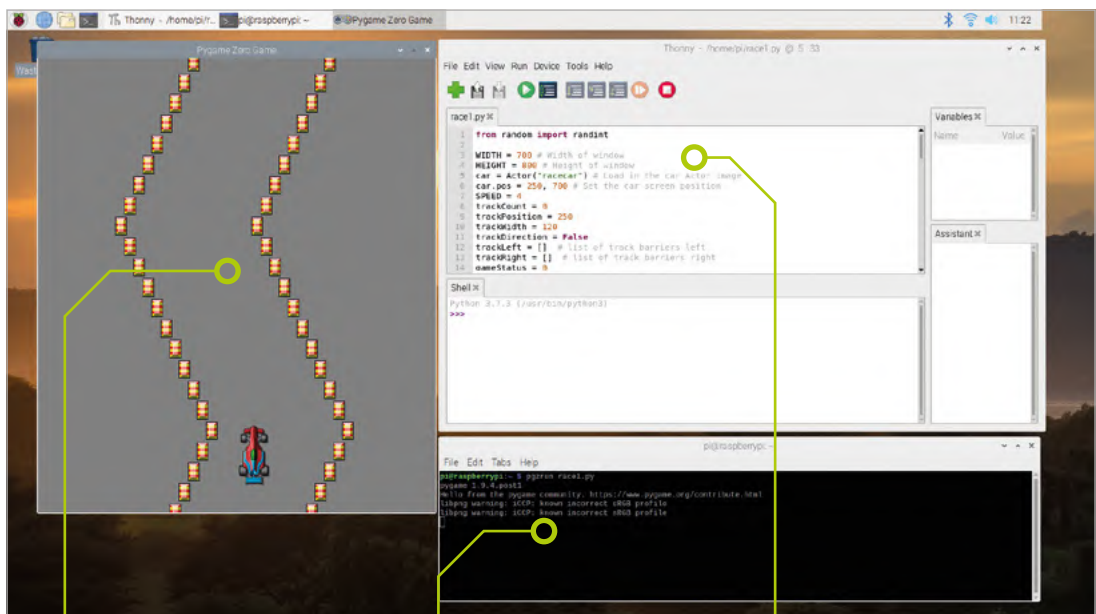 Thonny - /home/pi/r...
pi@raspberrypi: ~
Pygame Zero Game
11:22
Pygame Zero Game
Thonny - /home/pi/race1.py @ 5 : 33
File Edit View Run Device Tools Help
race1.py
1 from random import randint
2
3 WIDTH = 700 # Width of window
4 HEIGHT = 800 # Height of window
5 car = Actor("racecar") # Load in the car Actor image
6 car.pos = 250, 700 # Set the car screen position
7 SPEED = 4
8 trackCount = 0
9 trackPosition = 250
10 trackWidth = 120
11 trackDirection = False
12 trackLeft = [] # list of track barriers left
13 trackRight = [] # list of track barriers right
14 gameStatus = 0
Variables
Name Value
Assistant
Shell
Python 3.7.3 (/usr/bin/python3)
>>>
pi@raspberrypi: ~
File Edit Tabs Help
pi@raspberrypi:~ $ pgzrun race1.py
pygame 1.9.4.post1
Hello from the pygame community. https://www.pygame.org/contribute.html
libpng warning: iCCP: known incorrect sRGB profile
libpng warning: iCCP: known incorrect sRGB profile